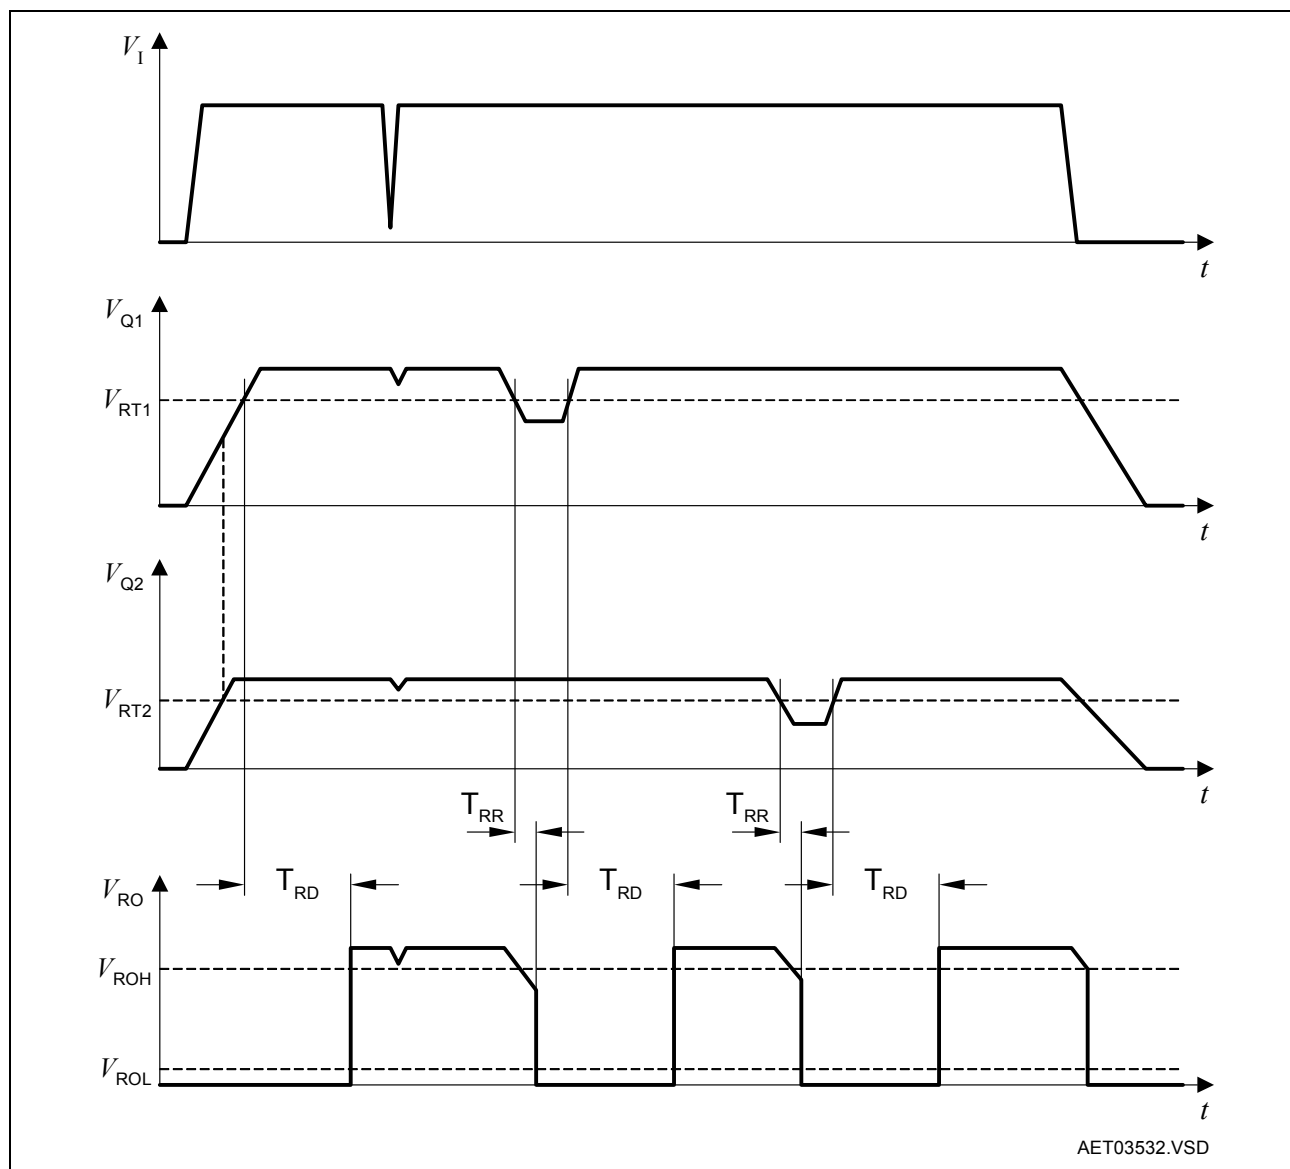 V_I
t
V_Q1
V_RT1
t
V_Q2
V_RT2
t
T_RR T_RR
V_RO T_RD T_RD T_RD
V_ROH
V_ROL
t
AET03532.VSD